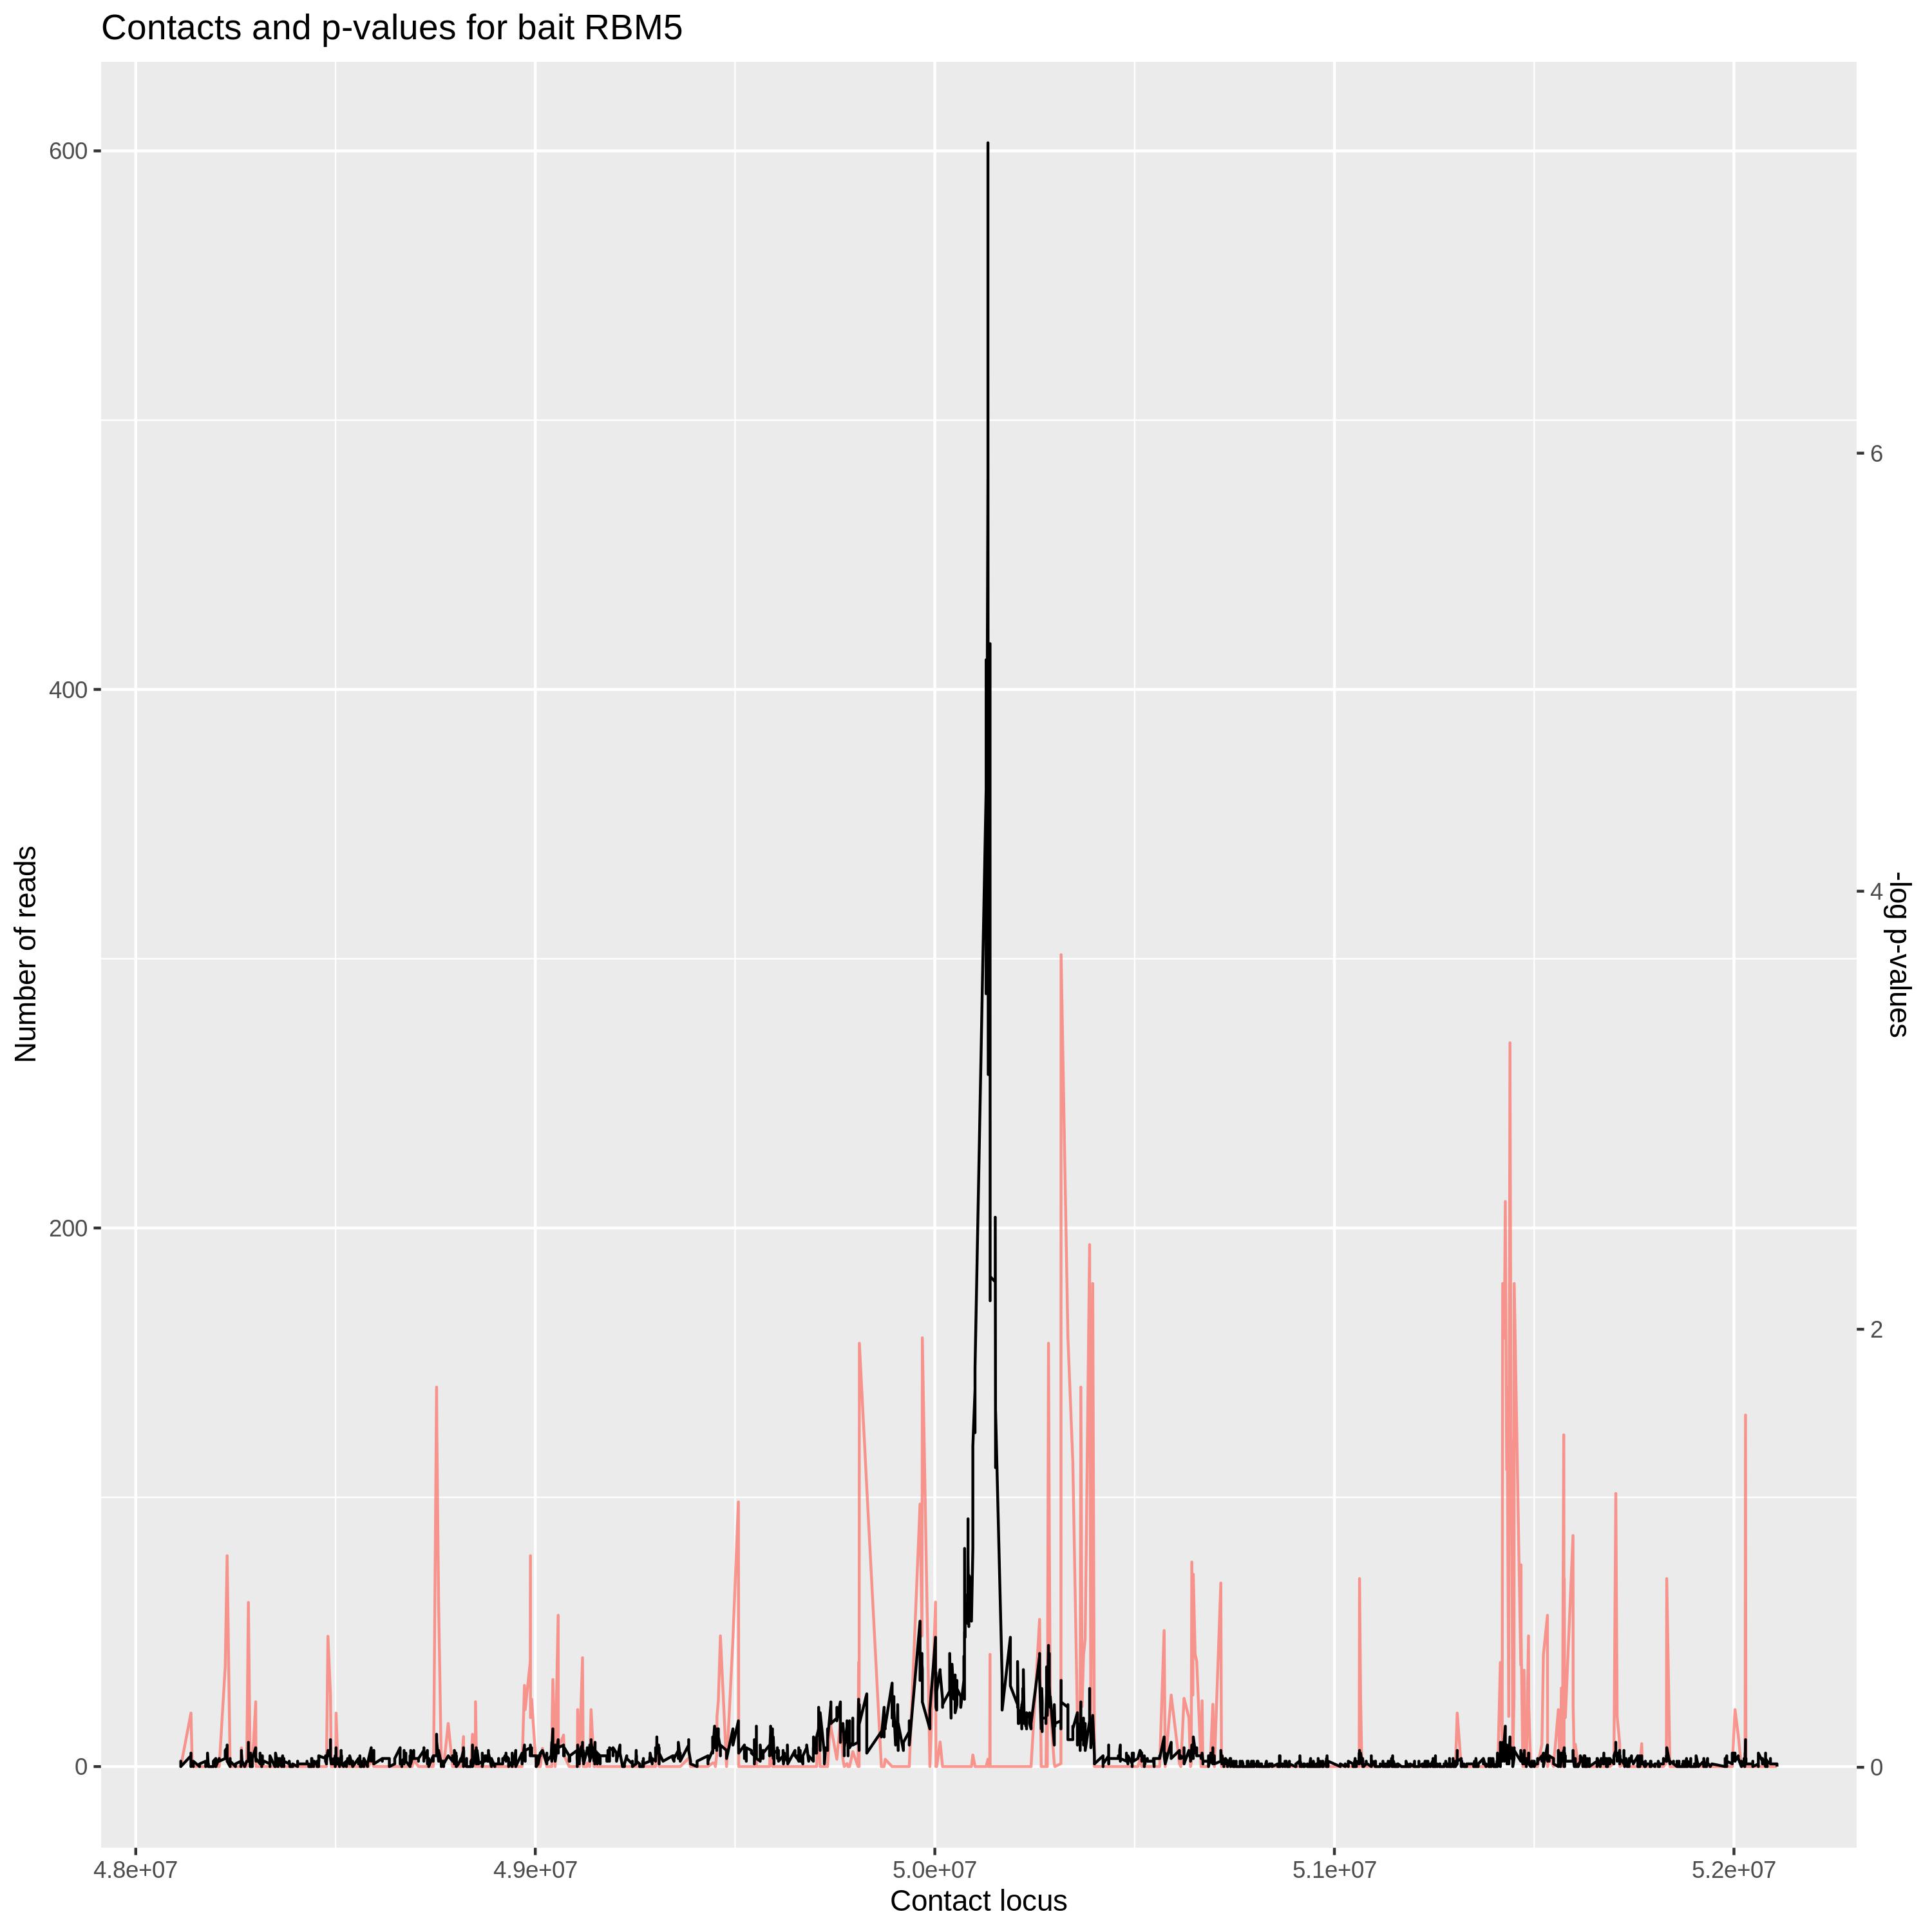 Contacts and p-values for bait RBM5
600
400
200
0
Number of reads
6
4
2
0
-log p-values
4.8e+07 4.9e+07 5.0e+07 5.1e+07 5.2e+07
Contact locus